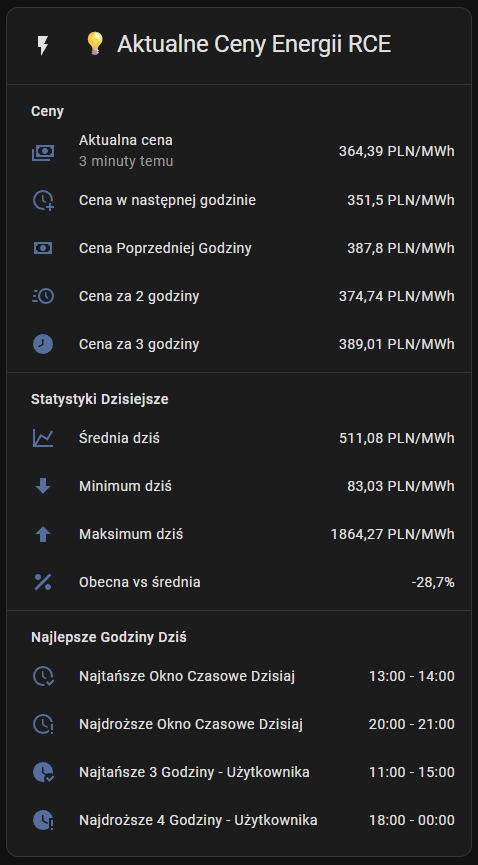 Aktualne Ceny Energii RCE
Ceny
Aktualna cena 364,39 PLN/MWh
3 minuty temu
Cena w następnej godzinie 351,5 PLN/MWh
Cena Poprzedniej Godziny 387,8 PLN/MWh
Cena za 2 godziny 374,74 PLN/MWh
Cena za 3 godziny 389,01 PLN/MWh
Statystyki Dzisiejsze
Średnia dziś 511,08 PLN/MWh
Minimum dziś 83,03 PLN/MWh
Maksimum dziś 1864,27 PLN/MWh
Obecna vs średnia -28,7%
Najlepsze Godziny Dziś
Najtańsze Okno Czasowe Dzisiaj 13:00 - 14:00
Najdroższe Okno Czasowe Dzisiaj 20:00 - 21:00
Najtańsze 3 Godziny - Użytkownika 11:00 - 15:00
Najdroższe 4 Godziny - Użytkownika 18:00 - 00:00